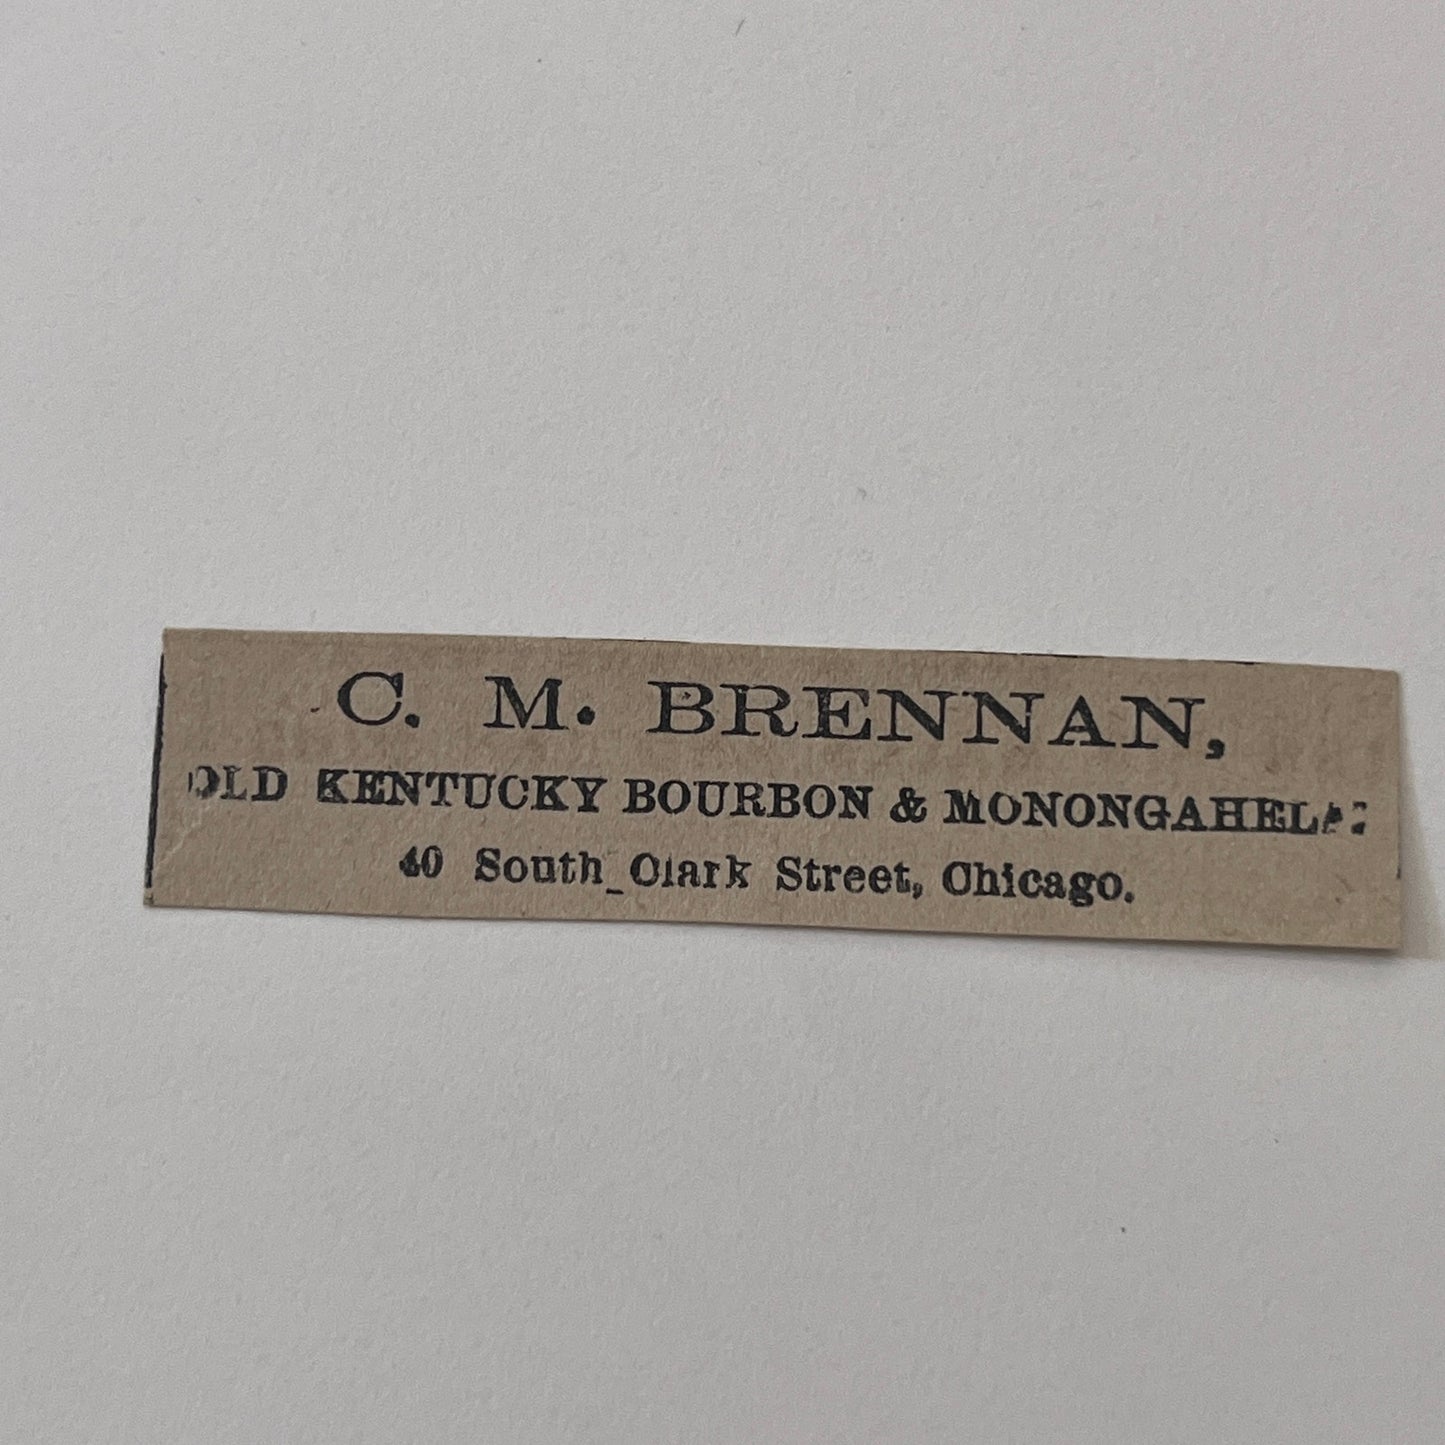 C. M. BRENNAN,
OLD KENTUCKY BOURBON & MONONGAHELA
40 South Clark Street, Chicago.